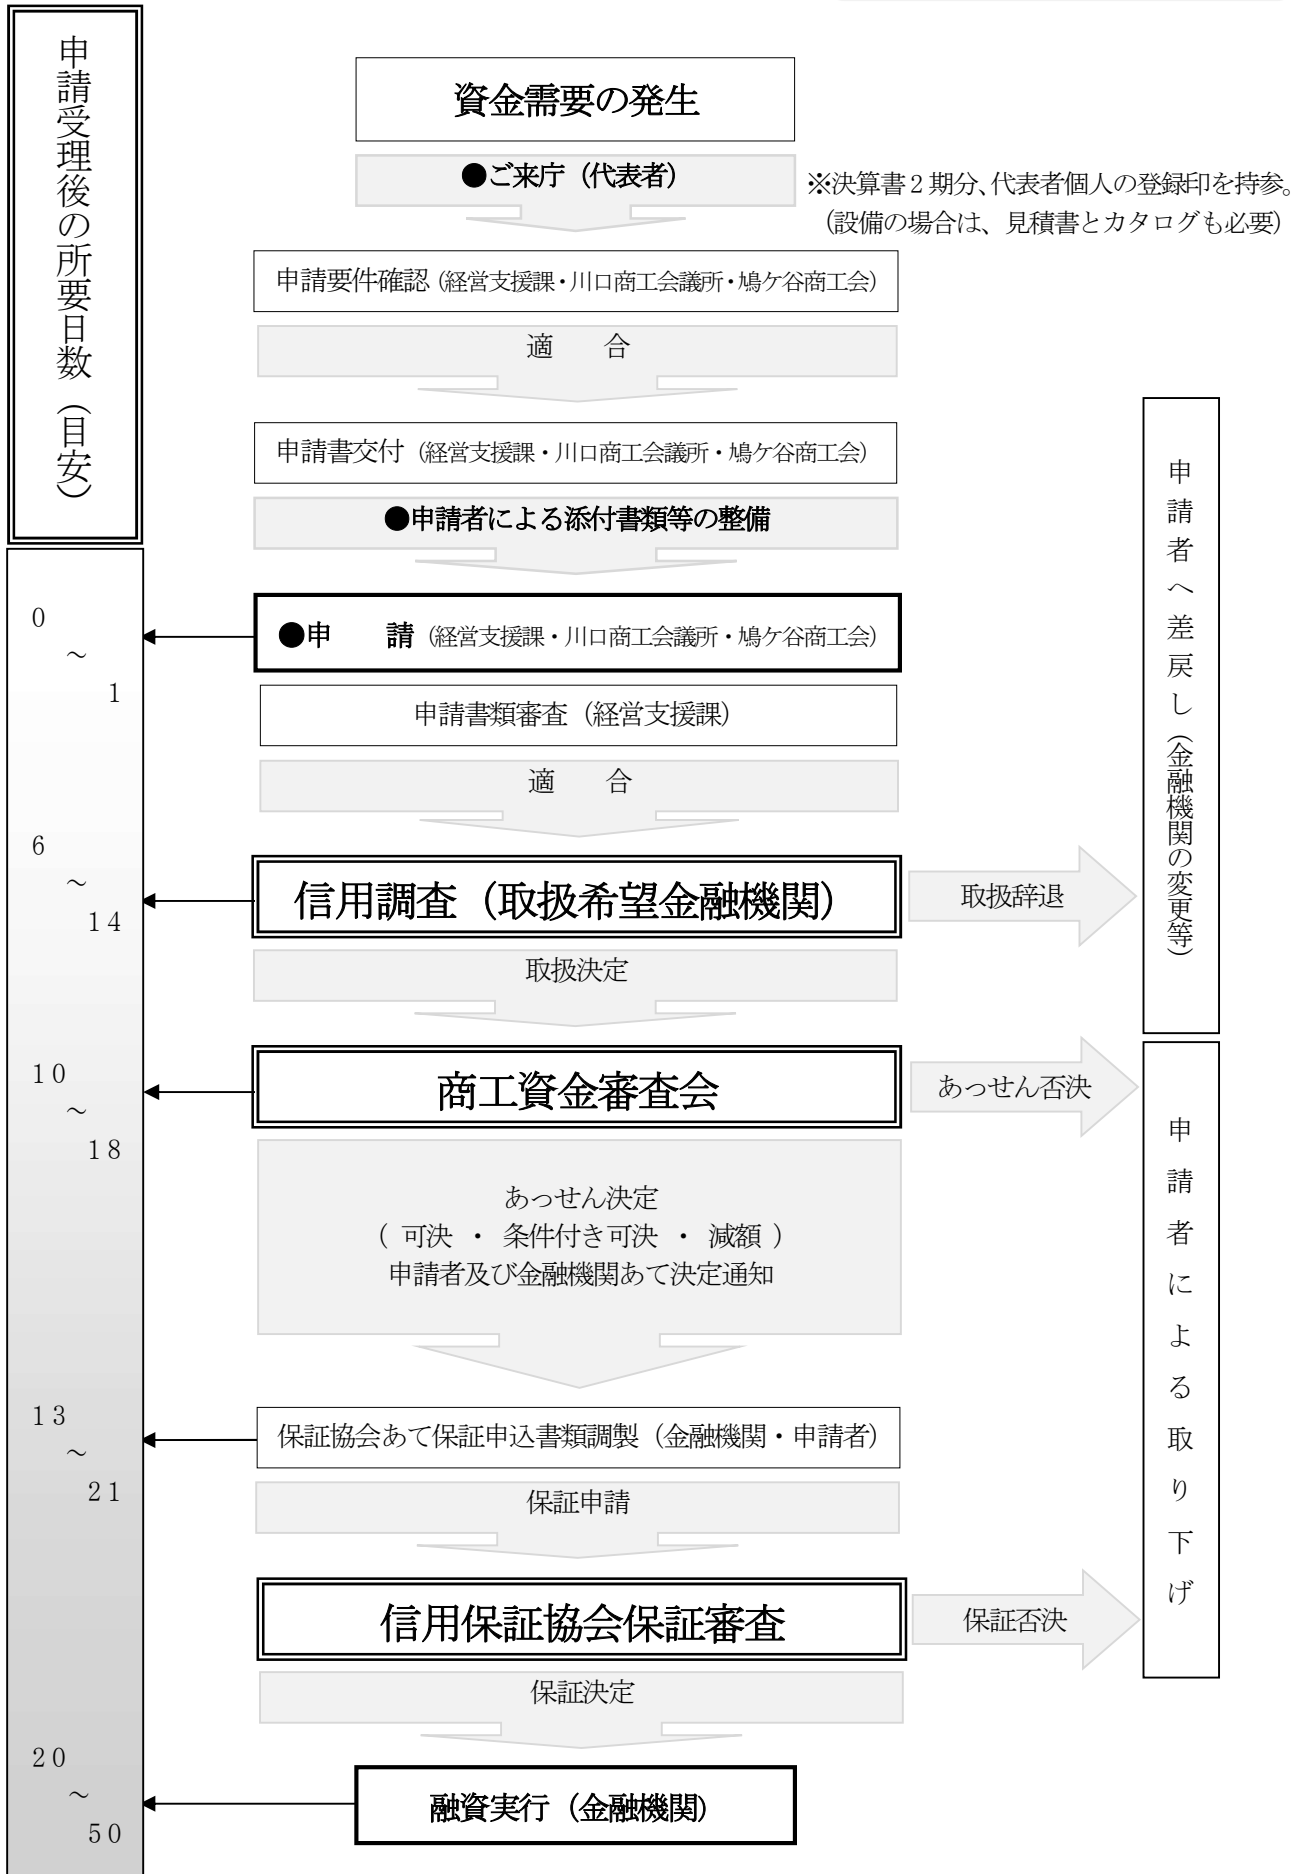 申請受理後の所要日数（目安）
資金需要の発生
●ご来庁（代表者）
※決算書２期分、代表者個人の登録印を持参。
（設備の場合は、見積書とカタログも必要）
申請要件確認（経営支援課・川口商工会議所・鳩ケ谷商工会）
適　　合
申請書交付（経営支援課・川口商工会議所・鳩ケ谷商工会）
●申請者による添付書類等の整備
0
～
1
●申　　請（経営支援課・川口商工会議所・鳩ケ谷商工会）
申請書類審査（経営支援課）
適　　合
6
～
14
信用調査（取扱希望金融機関）
取扱辞退
申請者へ差戻し（金融機関の変更等）
取扱決定
10
～
18
商工資金審査会
あっせん否決
申請者による取り下げ
あっせん決定
（ 可決 ・ 条件付き可決 ・ 減額 ）
申請者及び金融機関あて決定通知
13
～
21
保証協会あて保証申込書類調製（金融機関・申請者）
保証申請
信用保証協会保証審査
保証否決
保証決定
20
～
50
融資実行（金融機関）